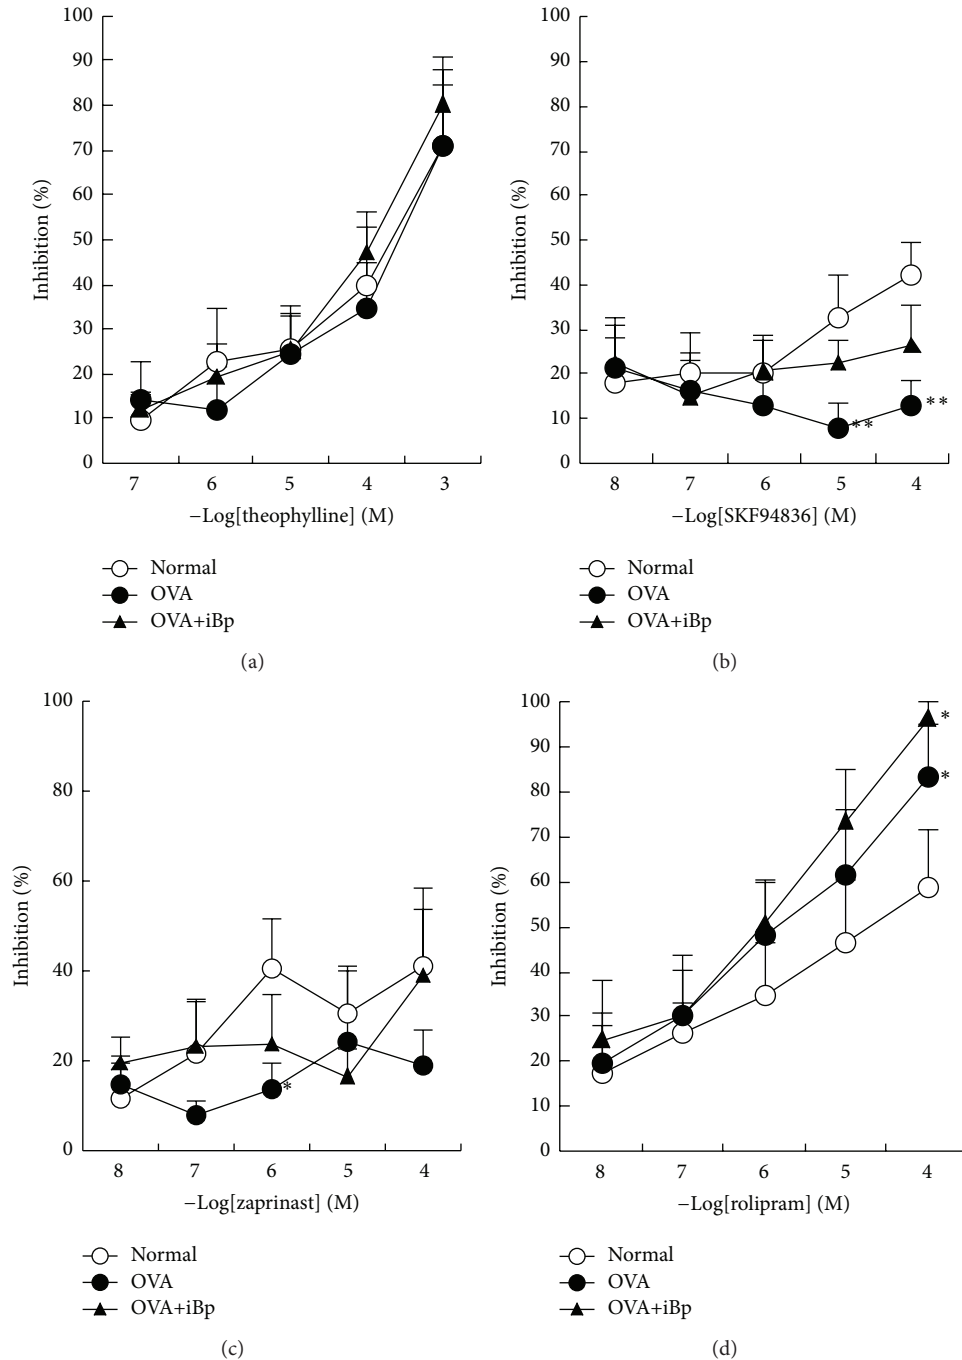 100
90
80
70
60
50
40
30
20
10
0
Inhibition (%)
7 6 5 4 3
−Log[theophylline] (M)
Normal
OVA
OVA+iBp
(a)
100
90
80
70
60
50
40
30
20
10
0
Inhibition (%)
** **
8 7 6 5 4
−Log[SKF94836] (M)
Normal
OVA
OVA+iBp
(b)
100
80
60
40
20
0
Inhibition (%)
*
8 7 6 5 4
−Log[zaprinast] (M)
Normal
OVA
OVA+iBp
(c)
100
90
80
70
60
50
40
30
20
10
0
Inhibition (%)
*
*
8 7 6 5 4
−Log[rolipram] (M)
Normal
OVA
OVA+iBp
(d)